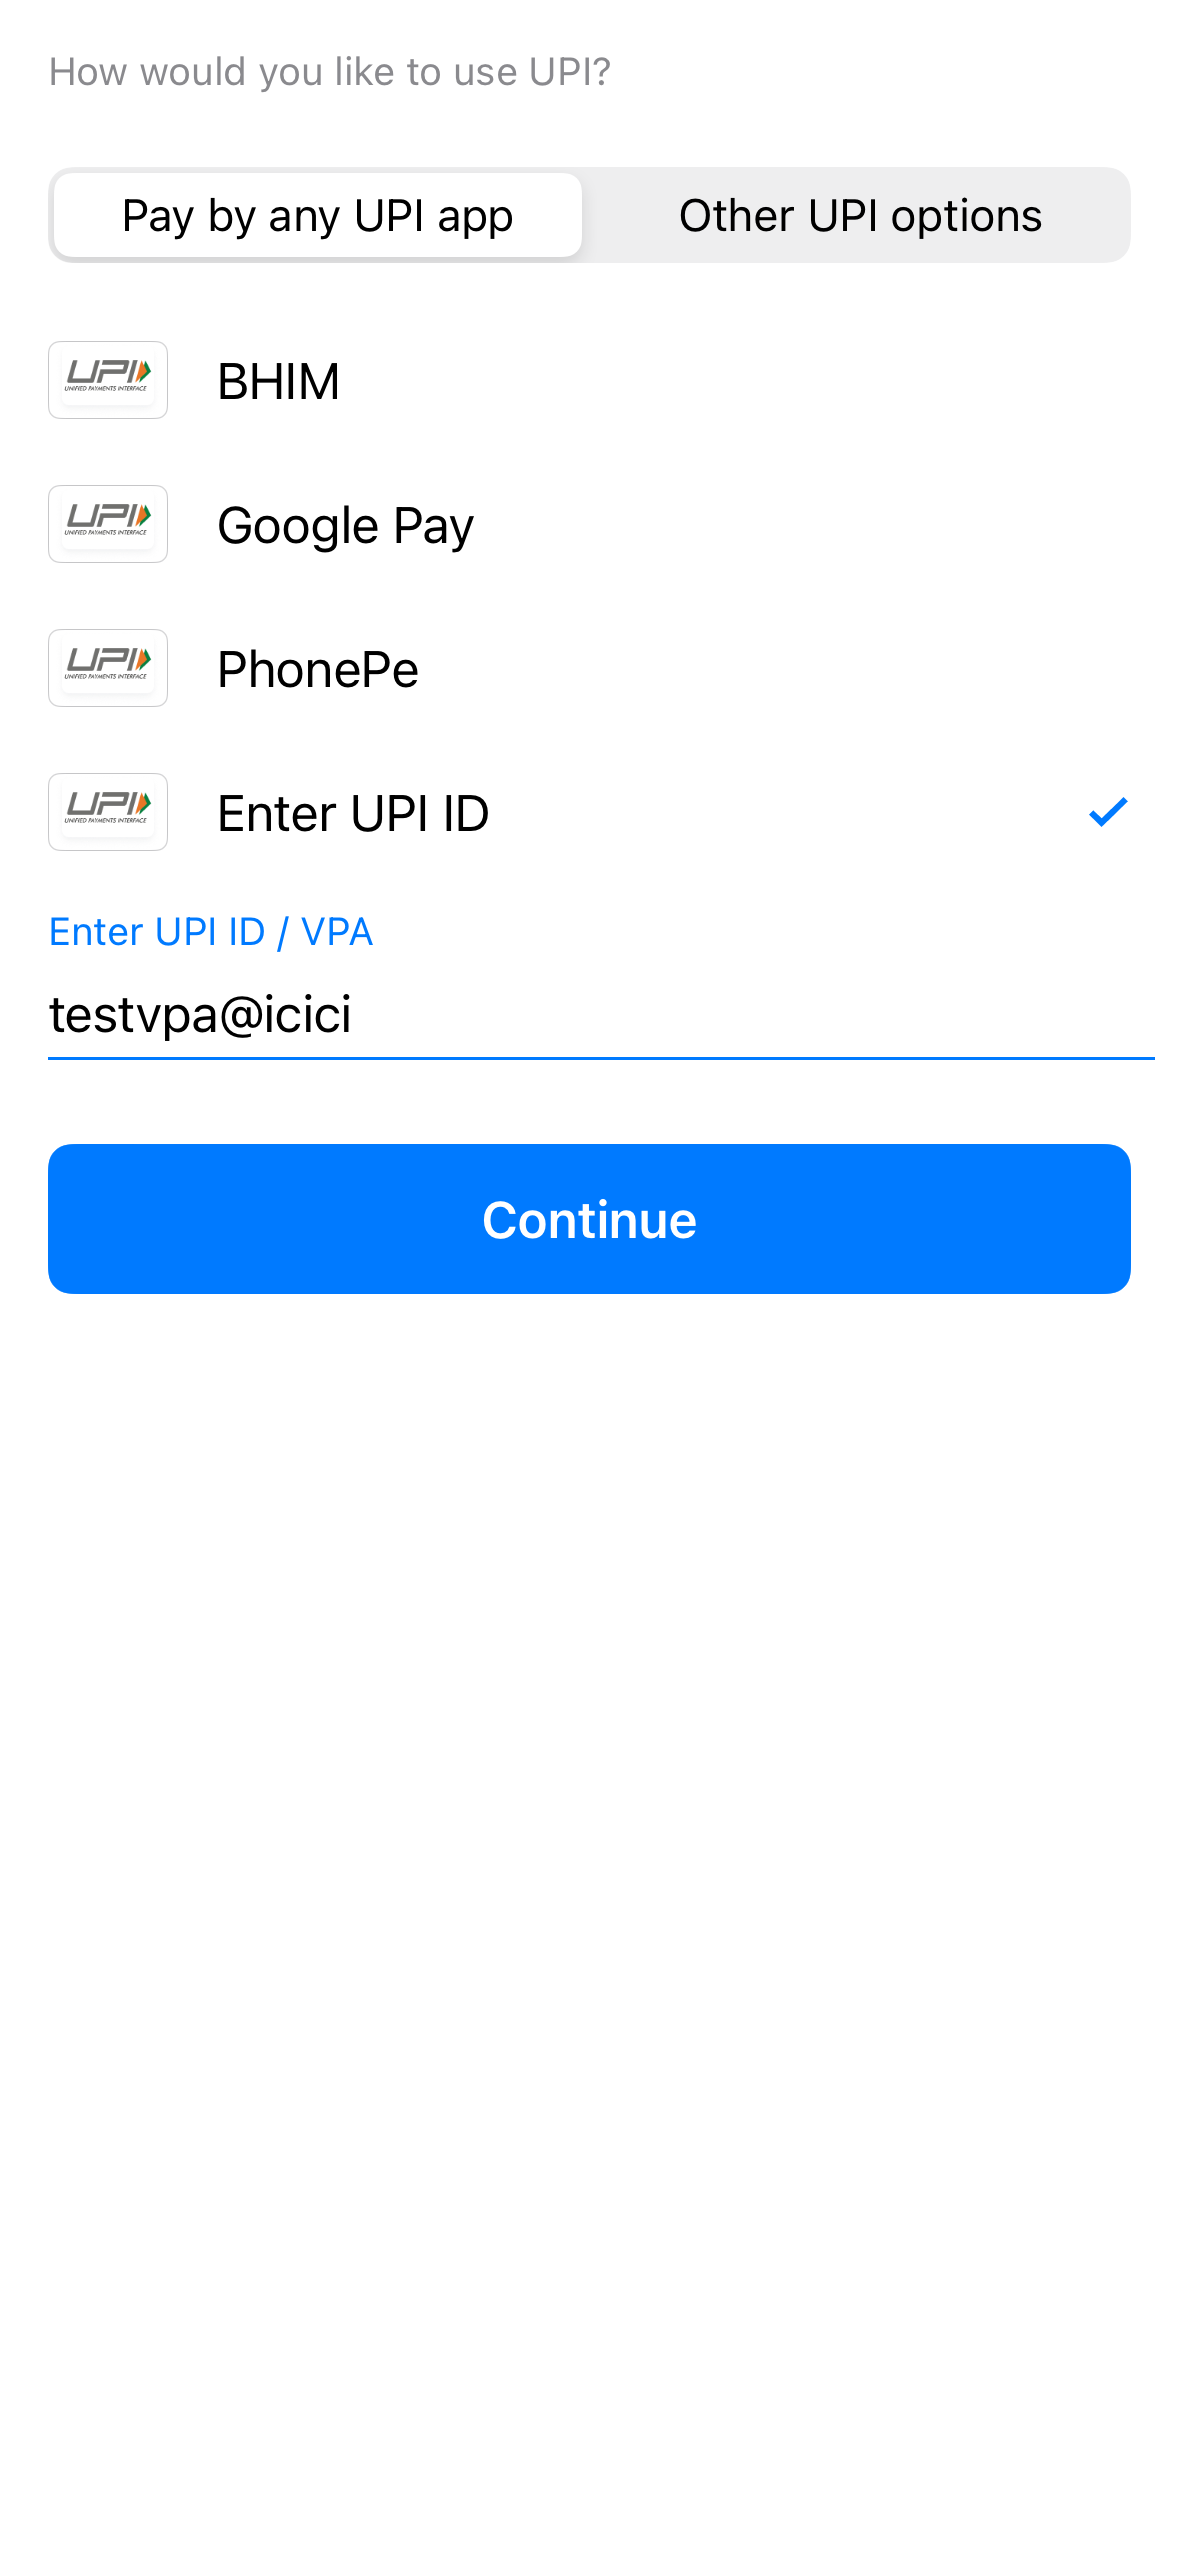 How would you like to use UPI?
Pay by any UPI app
Other UPI options
UPI
UNIFIED PAYMENTS INTERFACE
BHIM
UPI
UNIFIED PAYMENTS INTERFACE
Google Pay
UPI
UNIFIED PAYMENTS INTERFACE
PhonePe
UPI
UNIFIED PAYMENTS INTERFACE
Enter UPI ID
Enter UPI ID / VPA
testvpa@icici
Continue